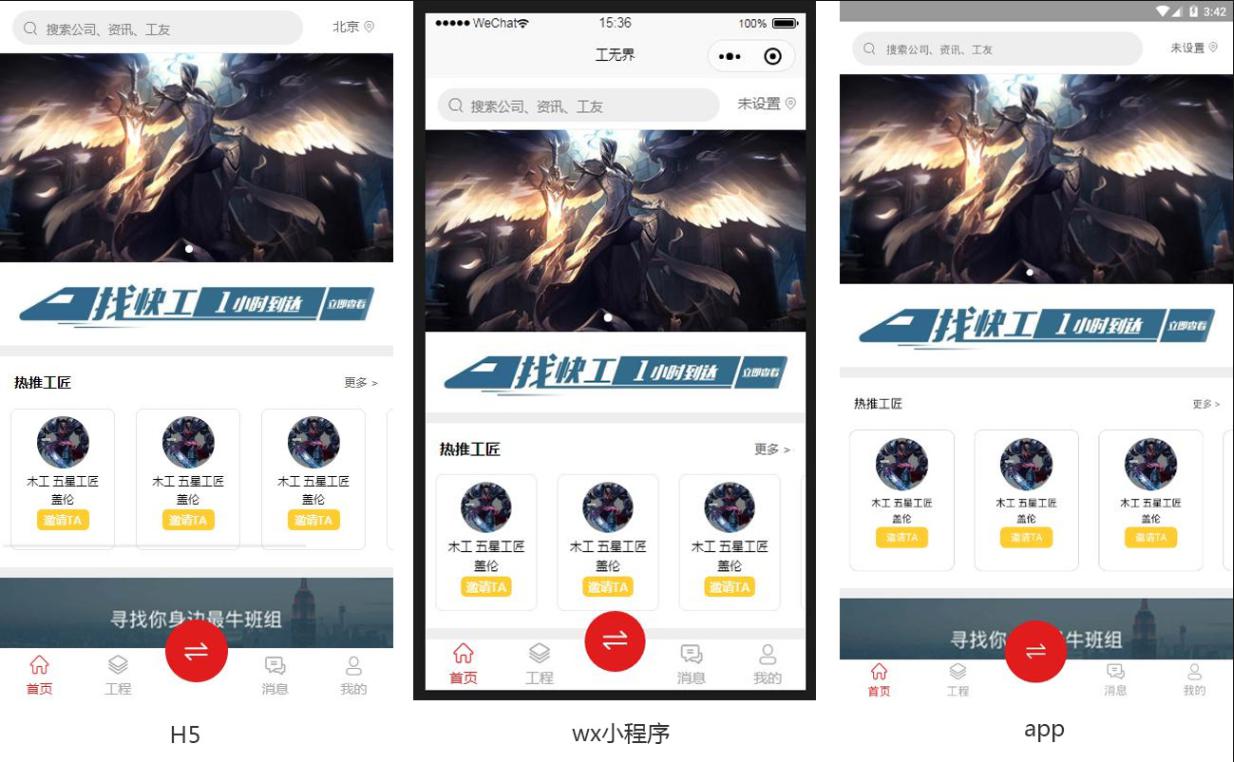 搜索公司、资讯、工友
北京
找快工 1小时到达 立即查看
热推工匠
更多 >
木工 五星工匠
盖伦
邀请TA
木工 五星工匠
盖伦
邀请TA
木工 五星工匠
盖伦
邀请TA
寻找你身边最牛班组
首页
工程
消息
我的
H5
WeChat
15:36
100%
工无界
搜索公司、资讯、工友
未设置
找快工 1小时到达 立即查看
热推工匠
更多 >
木工 五星工匠
盖伦
邀请TA
木工 五星工匠
盖伦
邀请TA
木工 五星工匠
盖伦
邀请TA
首页
工程
消息
我的
wx小程序
3:42
搜索公司、资讯、工友
未设置
找快工 1小时到达 立即查看
热推工匠
更多 >
木工 五星工匠
盖伦
邀请TA
木工 五星工匠
盖伦
邀请TA
木工 五星工匠
盖伦
邀请TA
寻找你 牛班组
首页
工程
消息
我的
app